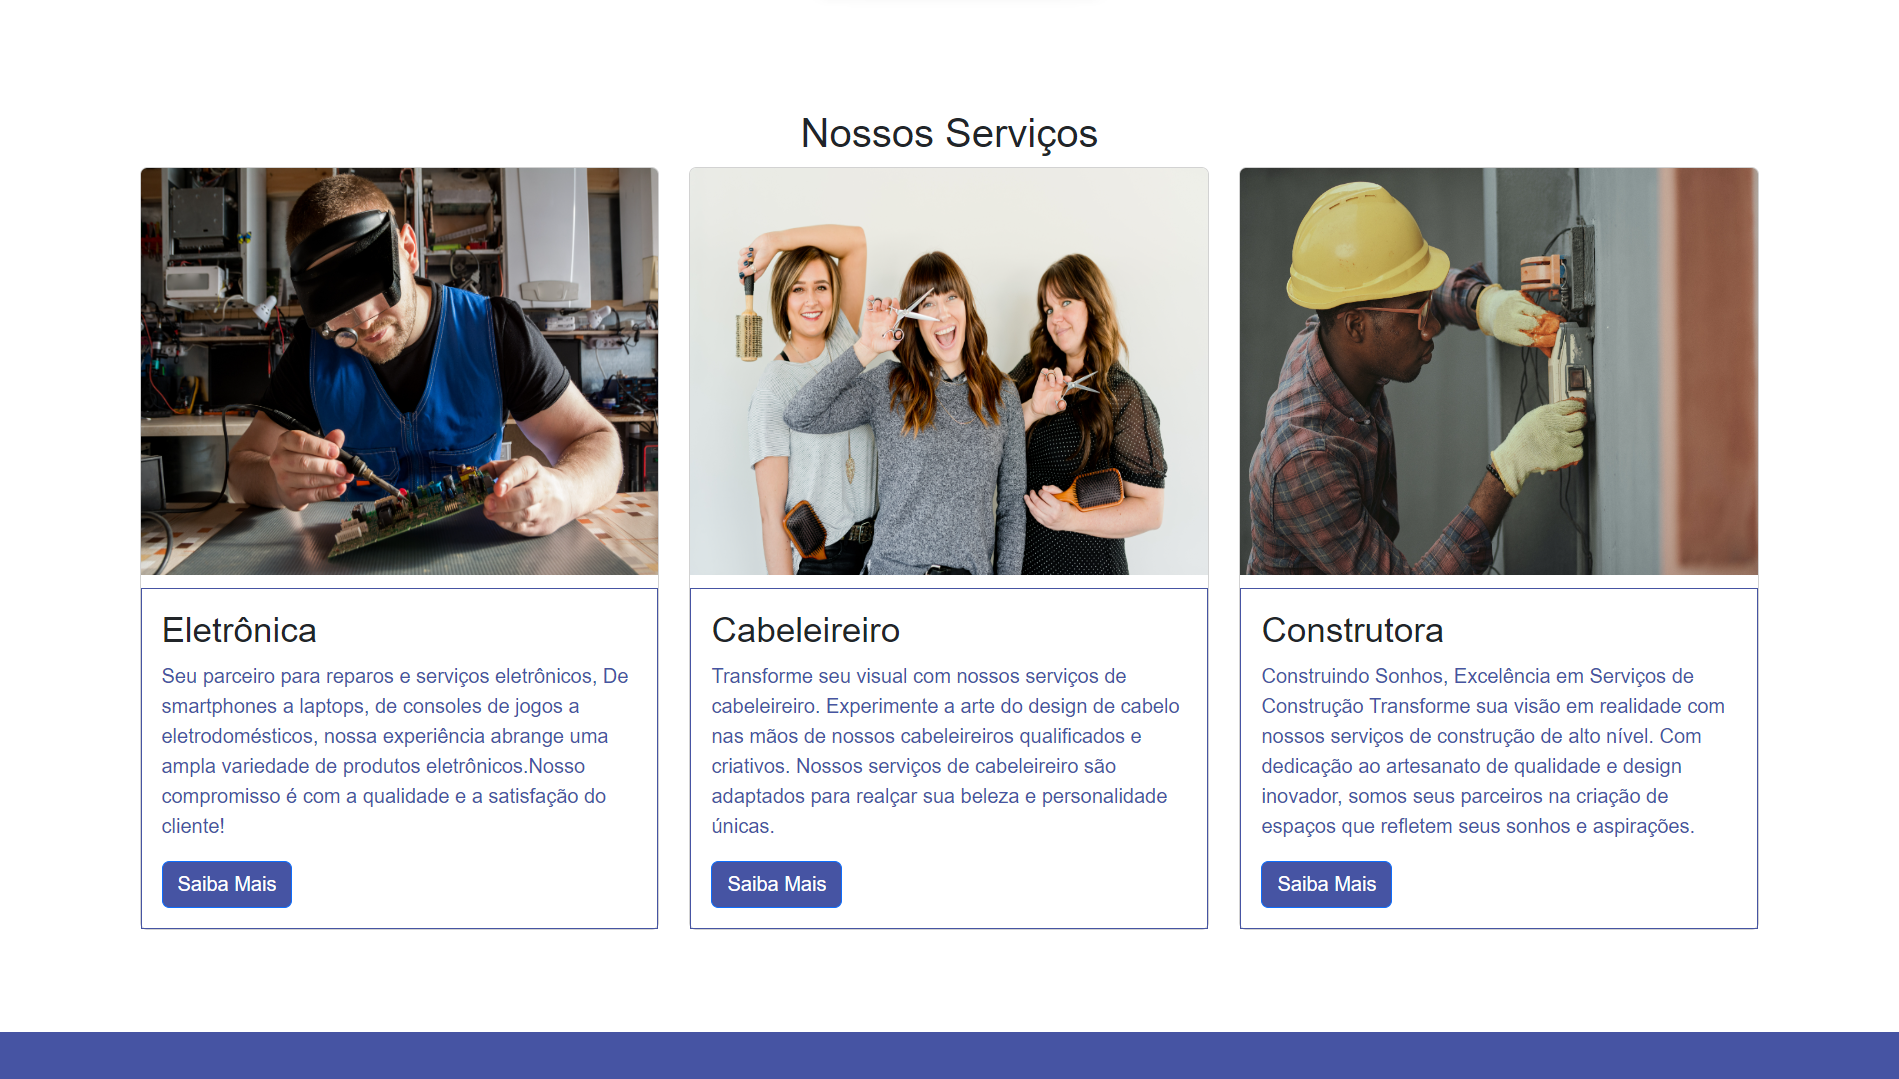 Nossos Serviços
Eletrônica
Seu parceiro para reparos e serviços eletrônicos, De
smartphones a laptops, de consoles de jogos a
eletrodomésticos, nossa experiência abrange uma
ampla variedade de produtos eletrônicos.Nosso
compromisso é com a qualidade e a satisfação do
cliente!
Saiba Mais
Cabeleireiro
Transforme seu visual com nossos serviços de
cabeleireiro. Experimente a arte do design de cabelo
nas mãos de nossos cabeleireiros qualificados e
criativos. Nossos serviços de cabeleireiro são
adaptados para realçar sua beleza e personalidade
únicas.
Saiba Mais
Construtora
Construindo Sonhos, Excelência em Serviços de
Construção Transforme sua visão em realidade com
nossos serviços de construção de alto nível. Com
dedicação ao artesanato de qualidade e design
inovador, somos seus parceiros na criação de
espaços que refletem seus sonhos e aspirações.
Saiba Mais